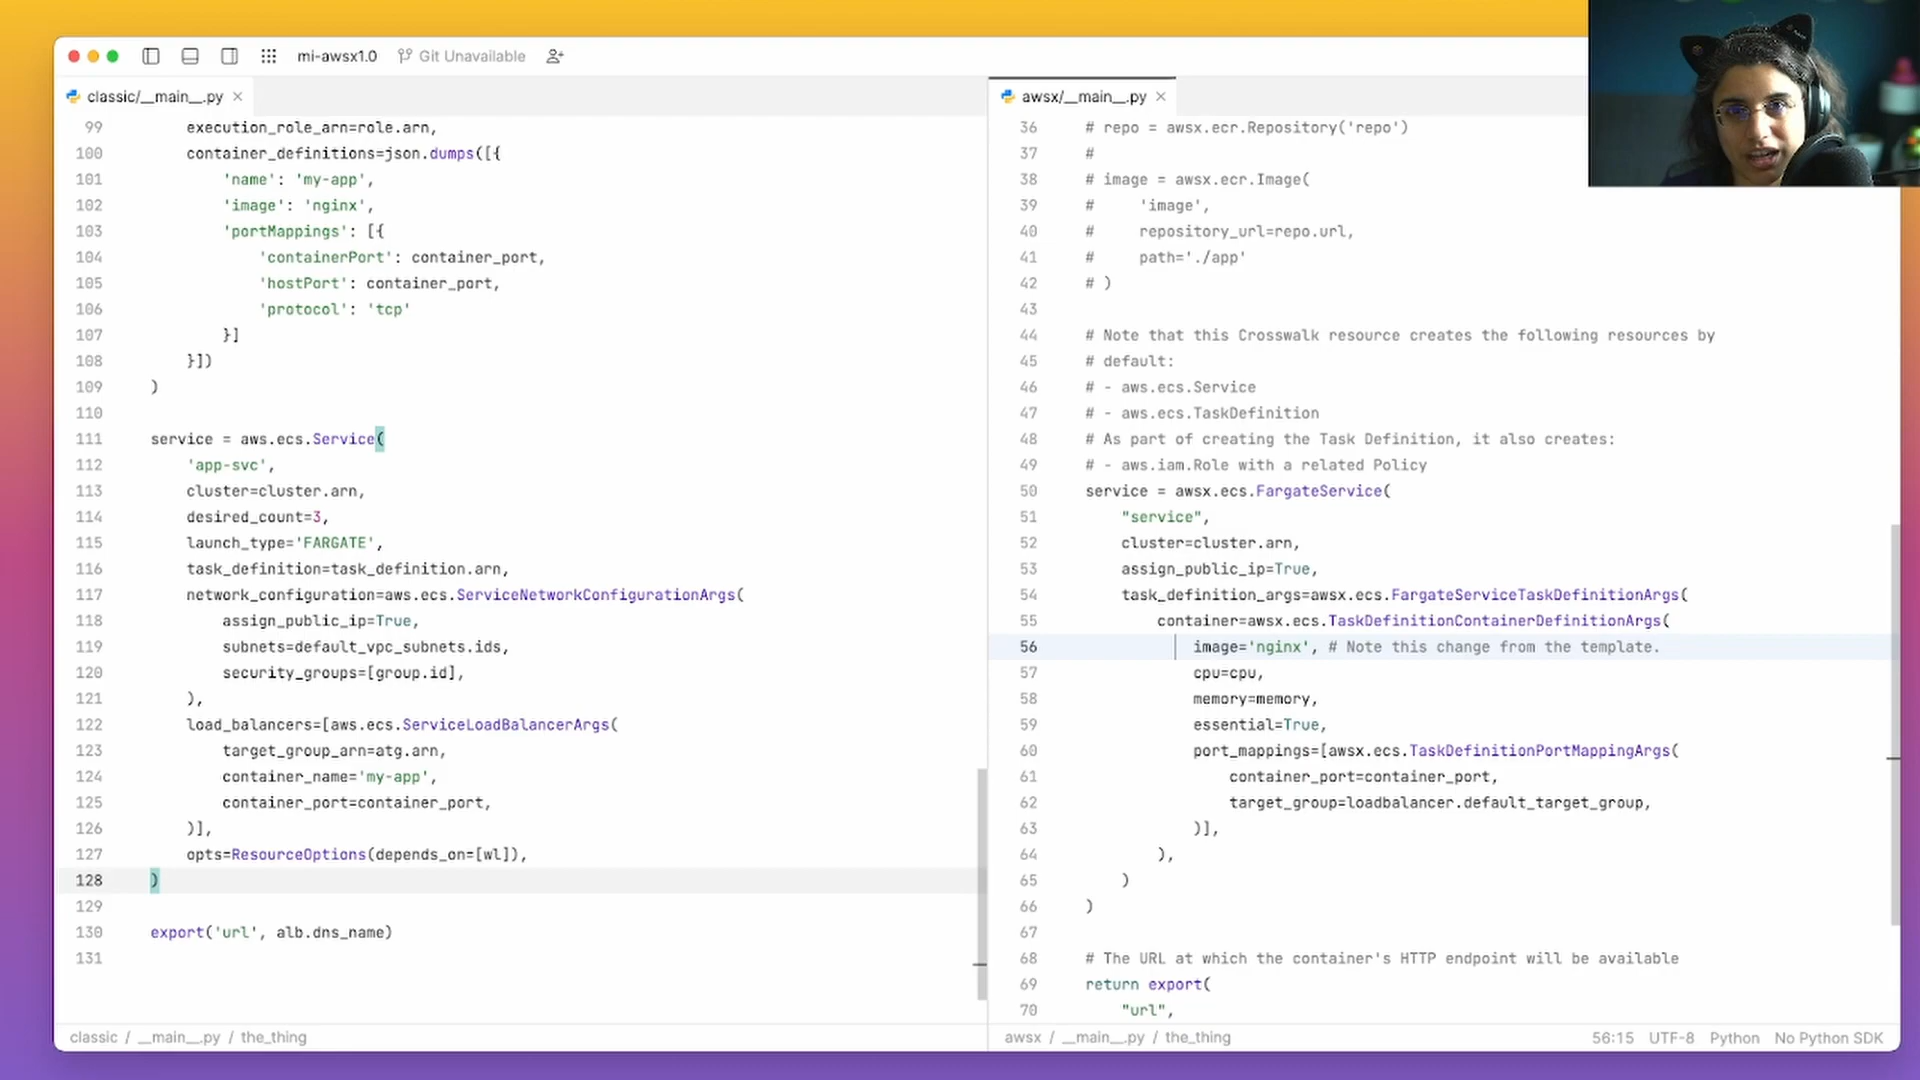 mi-awsx1.0 Git Unavailable
classic/__main__.py
99 execution_role_arn=role.arn,
100 container_definitions=json.dumps([{
101 'name': 'my-app',
102 'image': 'nginx',
103 'portMappings': [{
104 'containerPort': container_port,
105 'hostPort': container_port,
106 'protocol': 'tcp'
107 }]
108 }])
109 )
110
111 service = aws.ecs.Service(
112 'app-svc',
113 cluster=cluster.arn,
114 desired_count=3,
115 launch_type='FARGATE',
116 task_definition=task_definition.arn,
117 network_configuration=aws.ecs.ServiceNetworkConfigurationArgs(
118 assign_public_ip=True,
119 subnets=default_vpc_subnets.ids,
120 security_groups=[group.id],
121 ),
122 load_balancers=[aws.ecs.ServiceLoadBalancerArgs(
123 target_group_arn=atg.arn,
124 container_name='my-app',
125 container_port=container_port,
126 )],
127 opts=ResourceOptions(depends_on=[wl]),
128 )
129
130 export('url', alb.dns_name)
131
classic / __main__.py / the_thing
awsx/__main__.py
36 # repo = awsx.ecr.Repository('repo')
37 #
38 # image = awsx.ecr.Image(
39 # 'image',
40 # repository_url=repo.url,
41 # path='./app'
42 # )
43
44 # Note that this Crosswalk resource creates the following resources by
45 # default:
46 # - aws.ecs.Service
47 # - aws.ecs.TaskDefinition
48 # As part of creating the Task Definition, it also creates:
49 # - aws.iam.Role with a related Policy
50 service = awsx.ecs.FargateService(
51 "service",
52 cluster=cluster.arn,
53 assign_public_ip=True,
54 task_definition_args=awsx.ecs.FargateServiceTaskDefinitionArgs(
55 container=awsx.ecs.TaskDefinitionContainerDefinitionArgs(
56 image='nginx', # Note this change from the template.
57 cpu=cpu,
58 memory=memory,
59 essential=True,
60 port_mappings=[awsx.ecs.TaskDefinitionPortMappingArgs(
61 container_port=container_port,
62 target_group=loadbalancer.default_target_group,
63 )],
64 ),
65 )
66 )
67
68 # The URL at which the container's HTTP endpoint will be available
69 return export(
70 "url",
awsx / __main__.py / the_thing
56:15 UTF-8 Python No Python SDK